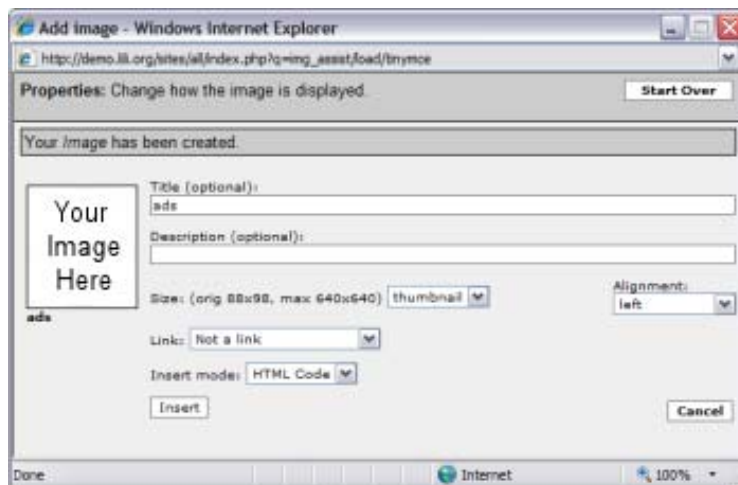 Add image - Windows Internet Explorer
http://demo.lili.org/sites/all/index.php?q=img_assist/load/tinymce
Properties: Change how the image is displayed.
Start Over
Your Image has been created.
Your
Image
Here
ads
Title (optional):
ads
Description (optional):
Size: (orig 88x98, max 640x640) thumbnail
Alignment:
left
Link: Not a link
Insert mode: HTML Code
Insert
Cancel
Done
Internet
100%